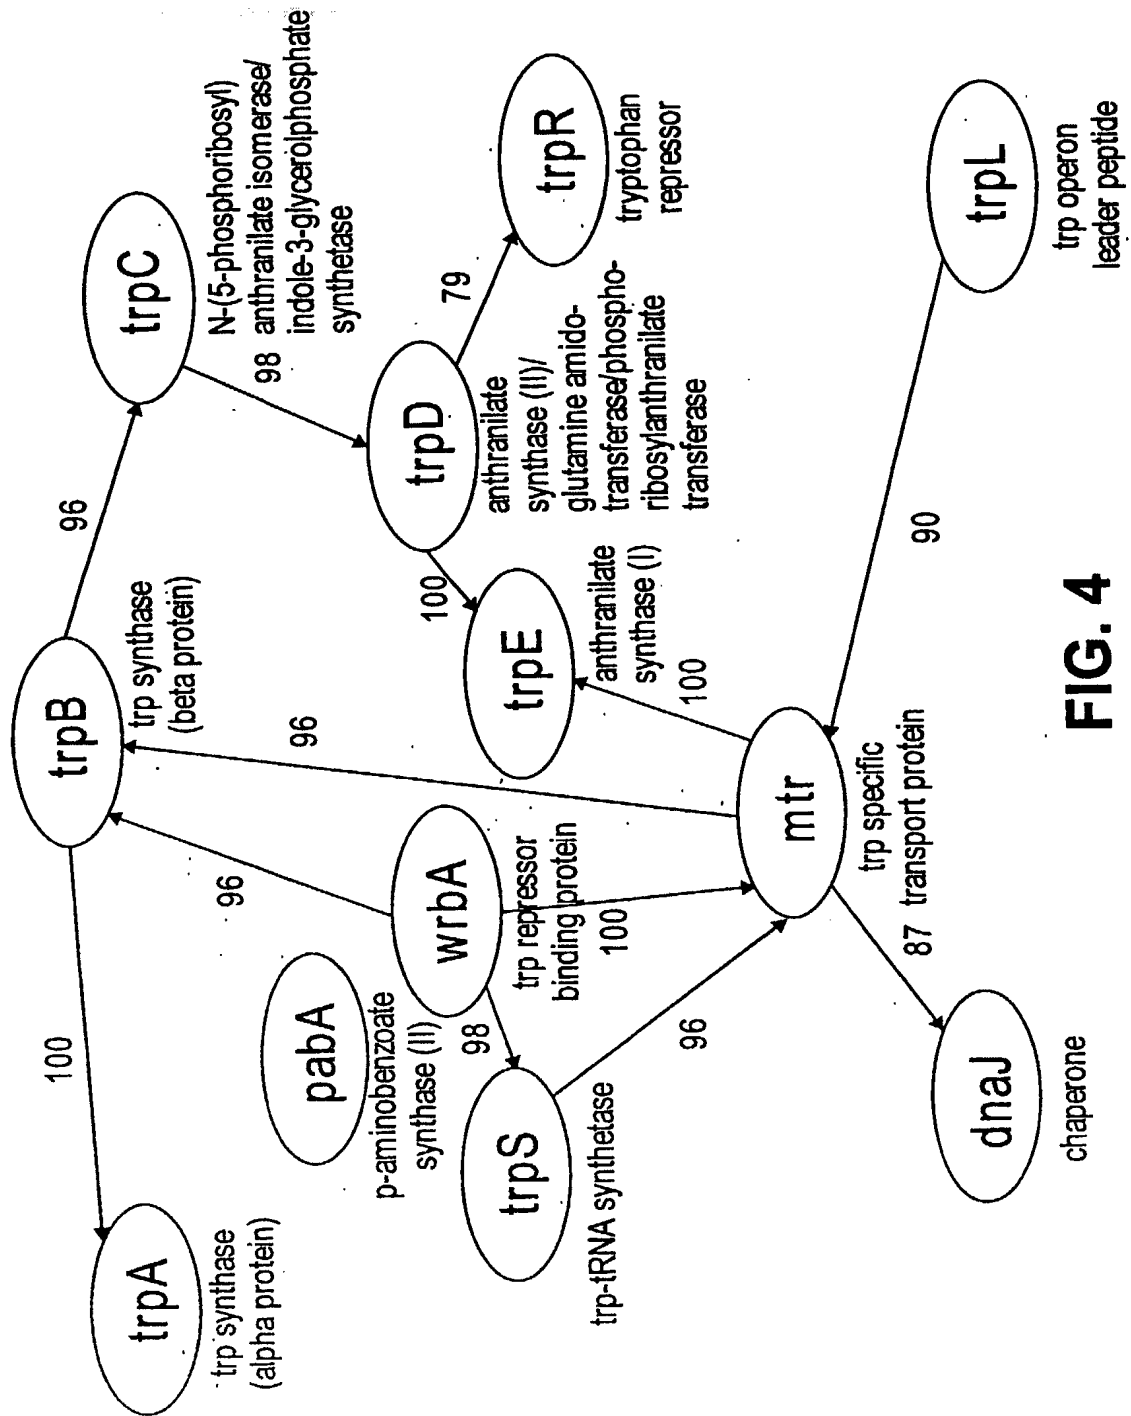 trpA
trp synthase
(alpha protein)
100
trpB
trp synthase
(beta protein)
96
trpC
N-(5-phosphoribosyl)
anthranilate isomerase/
indole-3-glycerolphosphate
synthetase
98
pabA
p-aminobenzoate
synthase (II)
96
96
wrbA
trp repressor
binding protein
98
100
trpD
anthranilate
synthase (II)/
glutamine amido-
transferase/phospho-
ribosylanthranilate
transferase
100
79
trpR
tryptophan
repressor
trpS
trp-tRNA synthetase
96
trpE
anthranilate
synthase (I)
100
mtr
trp specific
transport protein
87
90
dnaJ
chaperone
trpL
trp operon
leader peptide
FIG. 4